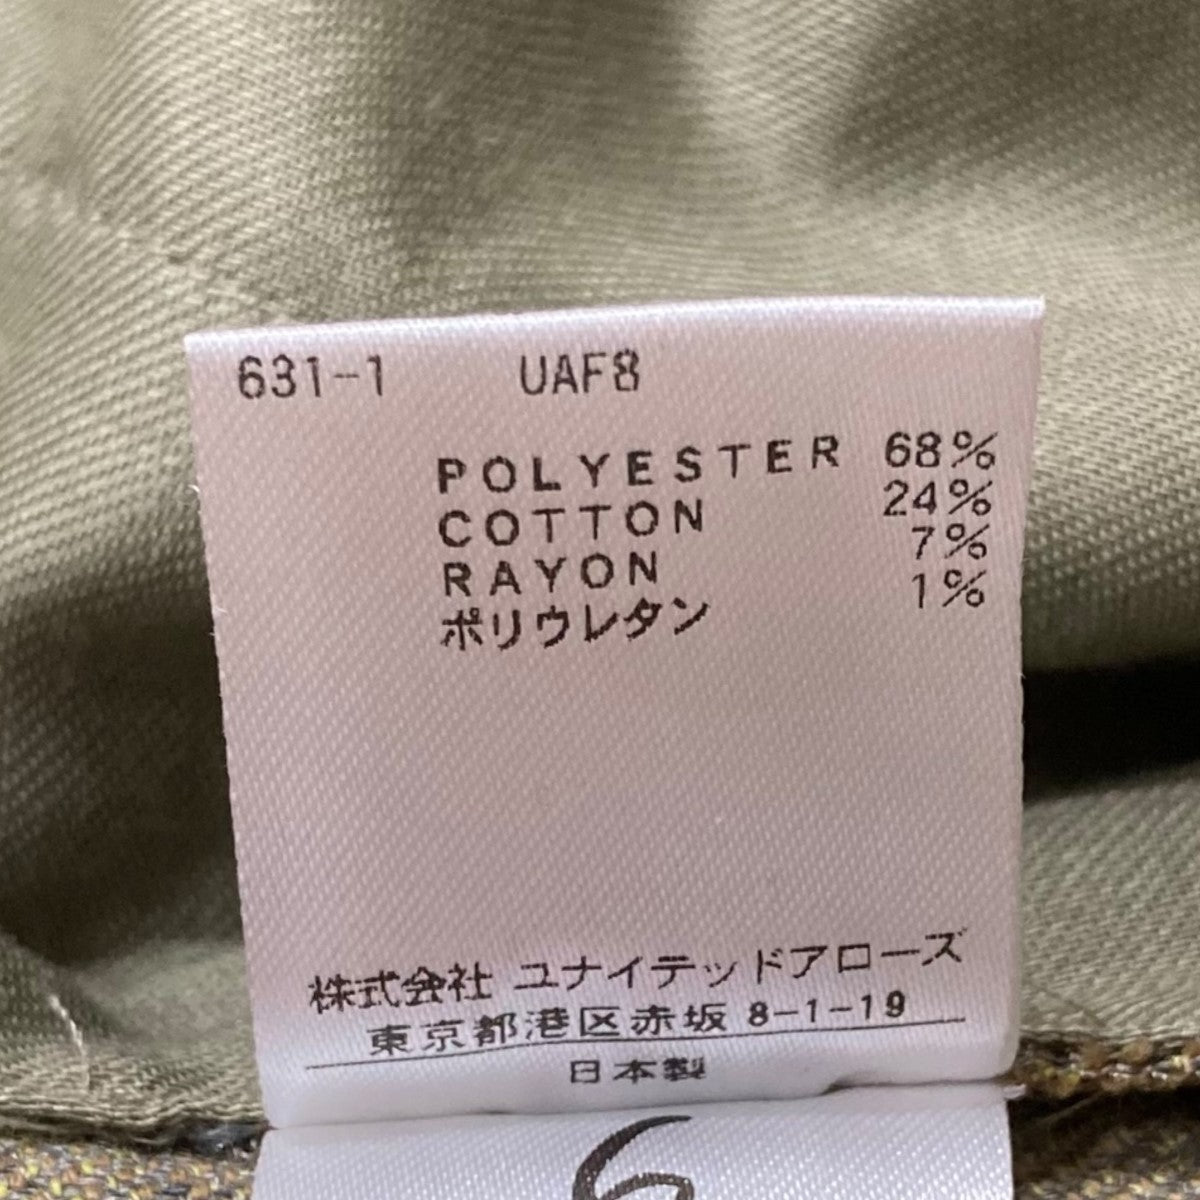 631-1 UAF8
POLYESTER 68%
COTTON 24%
RAYON 7%
ポリウレタン 1%
株式会社 ユナイテッドアローズ
東京都港区赤坂 8-1-19
日本製